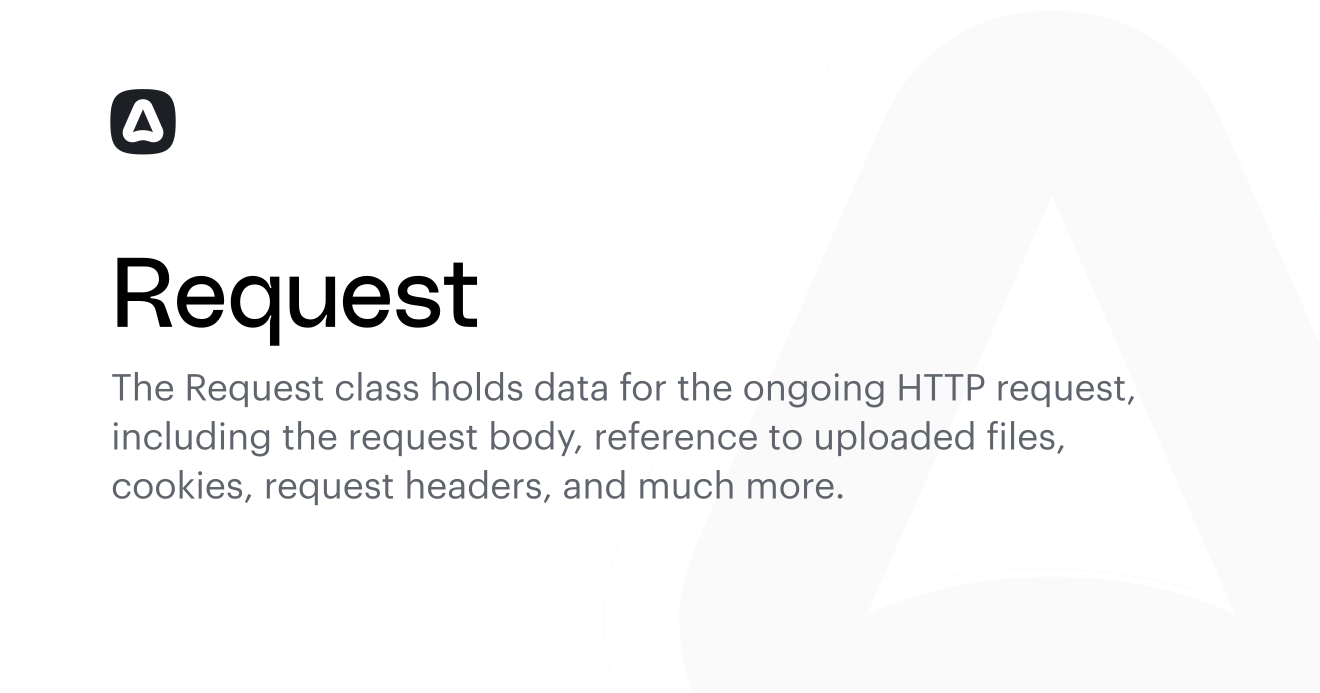 Request
The Request class holds data for the ongoing HTTP request,
including the request body, reference to uploaded files,
cookies, request headers, and much more.